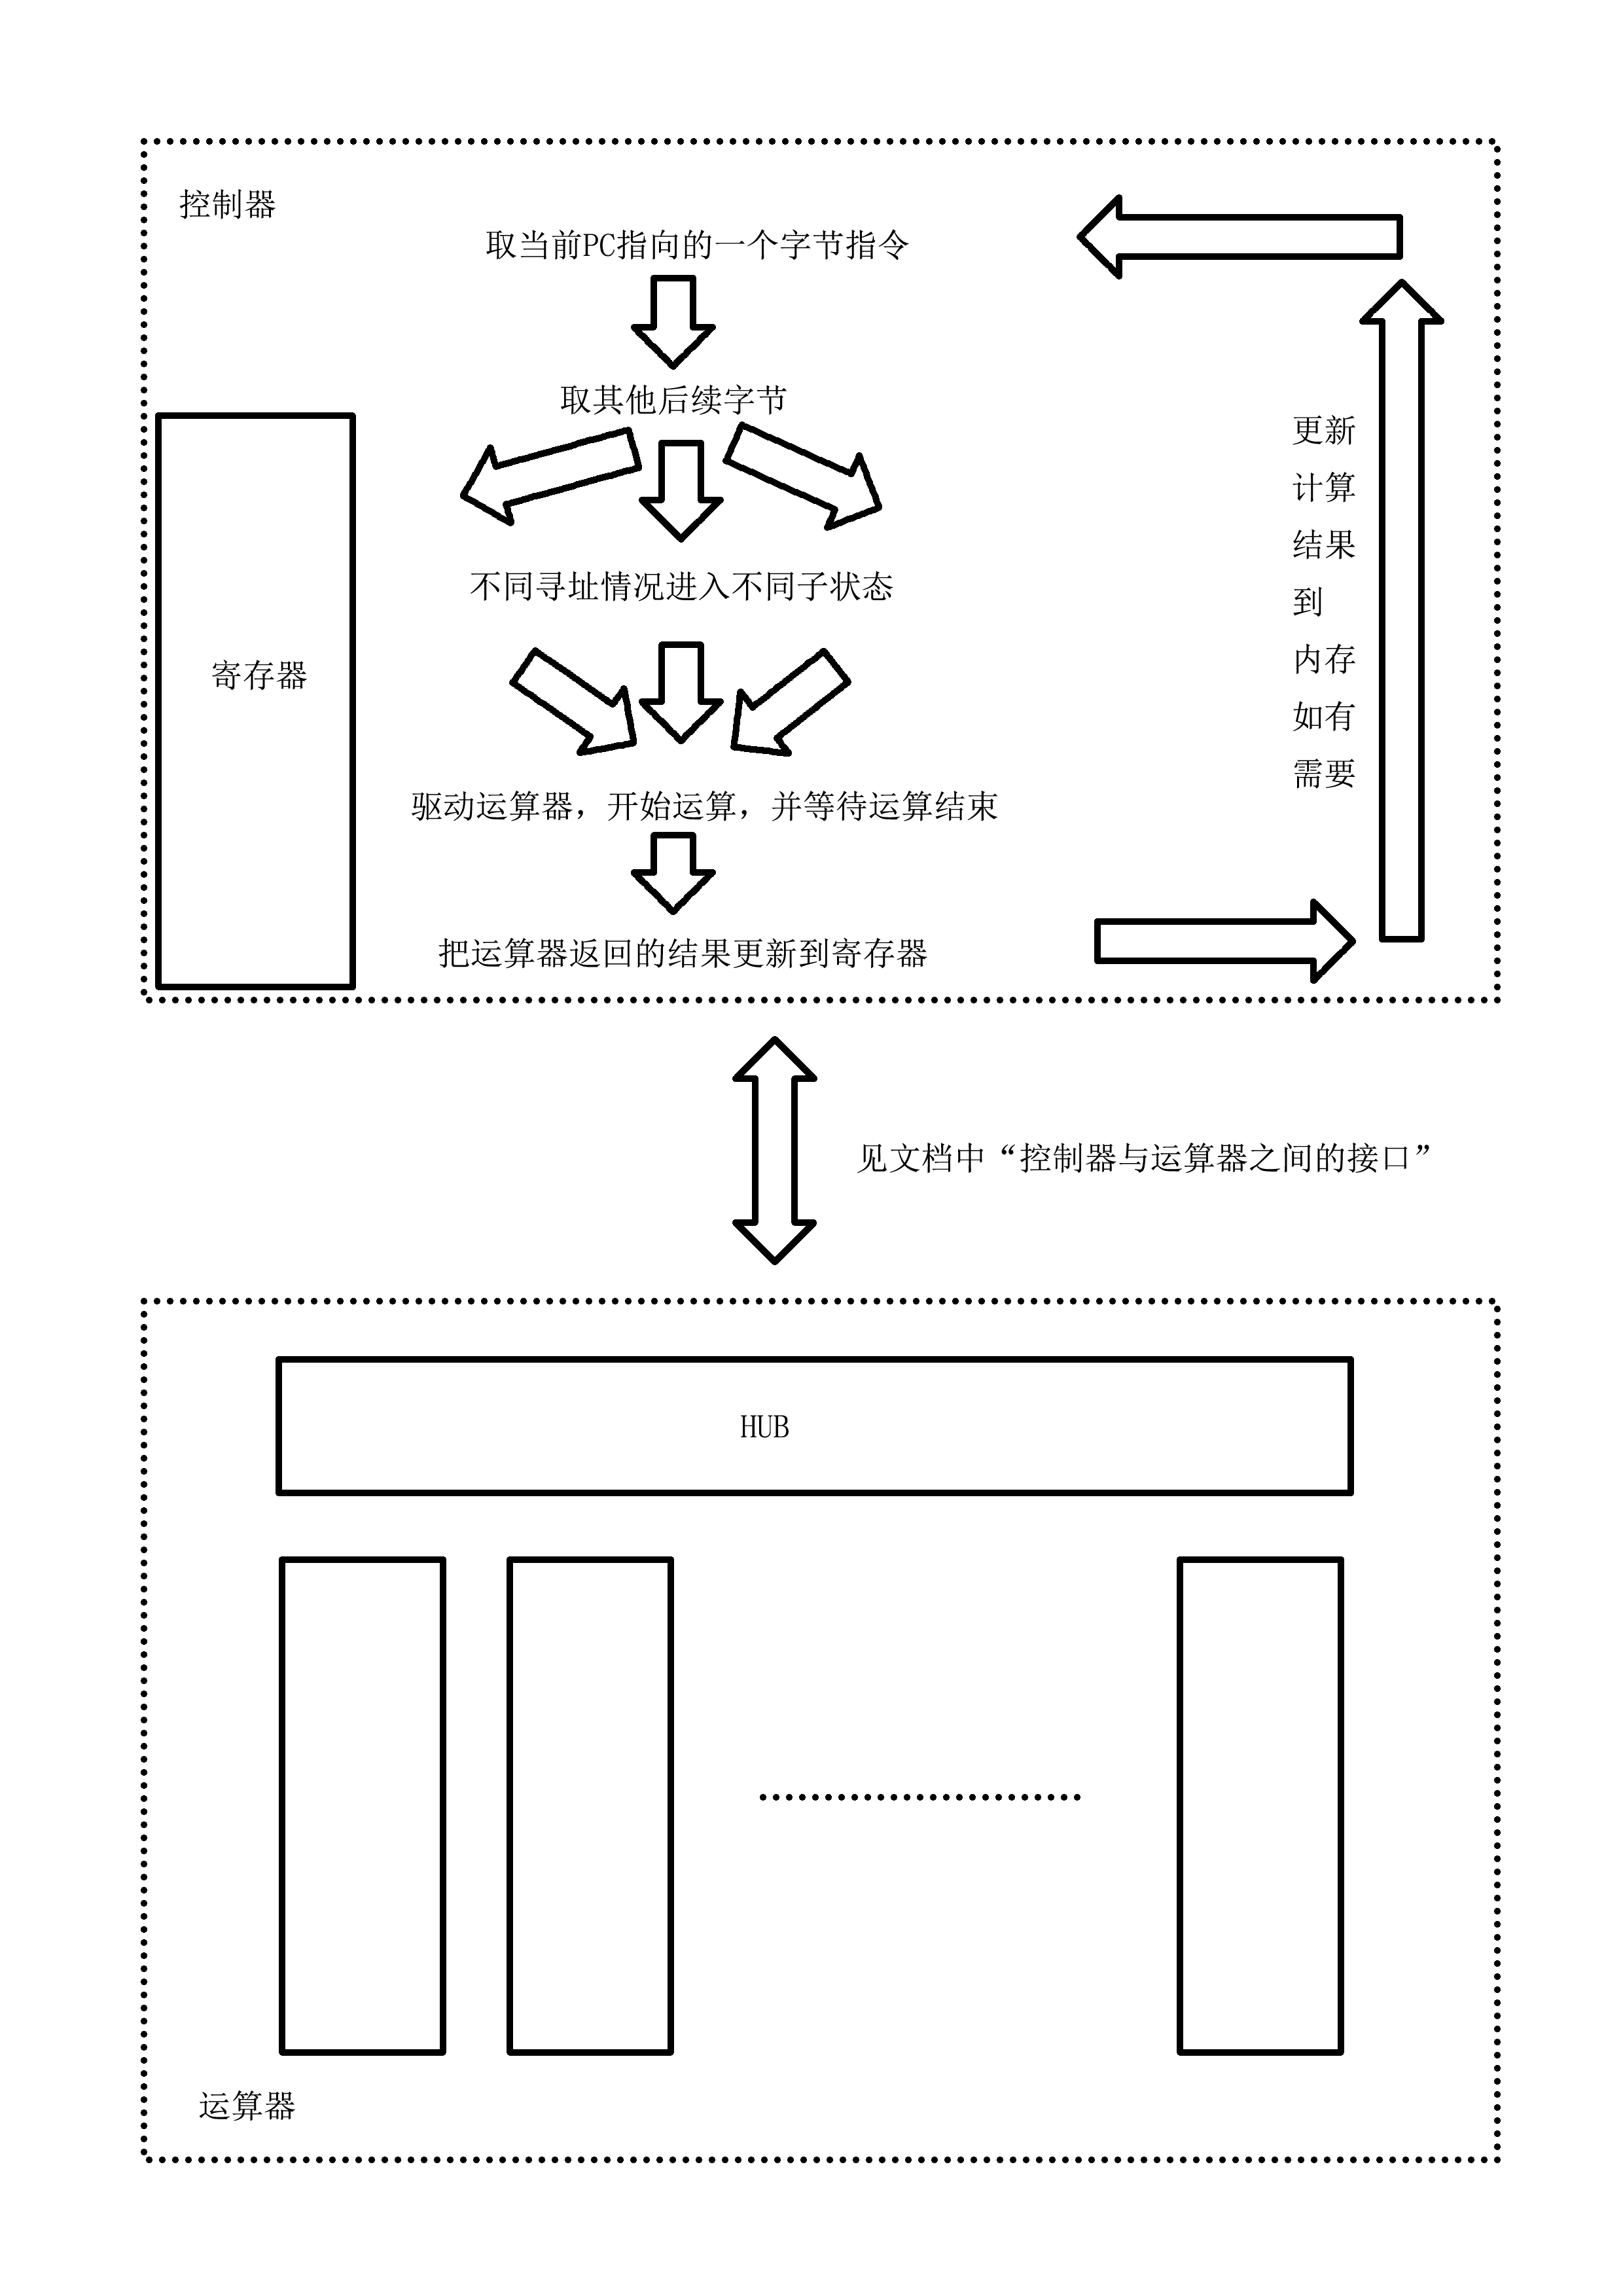 控制器
取当前PC指向的一个字节指令
取其他后续字节
不同寻址情况进入不同子状态
寄存器
驱动运算器，开始运算，并等待运算结束
把运算器返回的结果更新到寄存器
更新
计算
结果
到
内存
如有
需要
见文档中“控制器与运算器之间的接口”
HUB
运算器